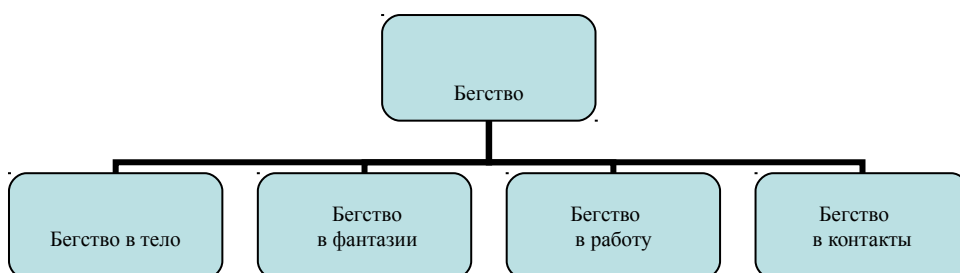 Бегство
Бегство в тело
Бегство
в фантазии
Бегство
в работу
Бегство
в контакты